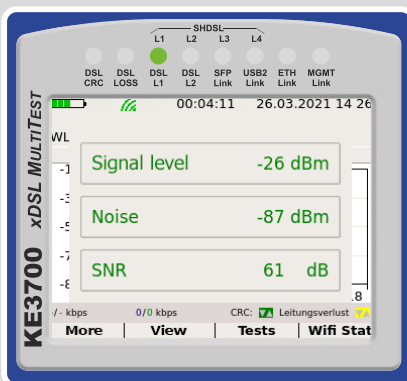 SHDSL
L1 L2 L3 L4
DSL CRC
DSL LOSS
DSL L1
DSL L2
SFP Link
USB2 Link
ETH Link
MGMT Link
KE3700 xDSL MULTITEST
00:04:11 26.03.2021 14 26
WL
Signal level -26 dBm
Noise -87 dBm
SNR 61 dB
.8
-/- kbps 0/0 kbps CRC: Leitungsverlust
More View Tests Wifi Stat